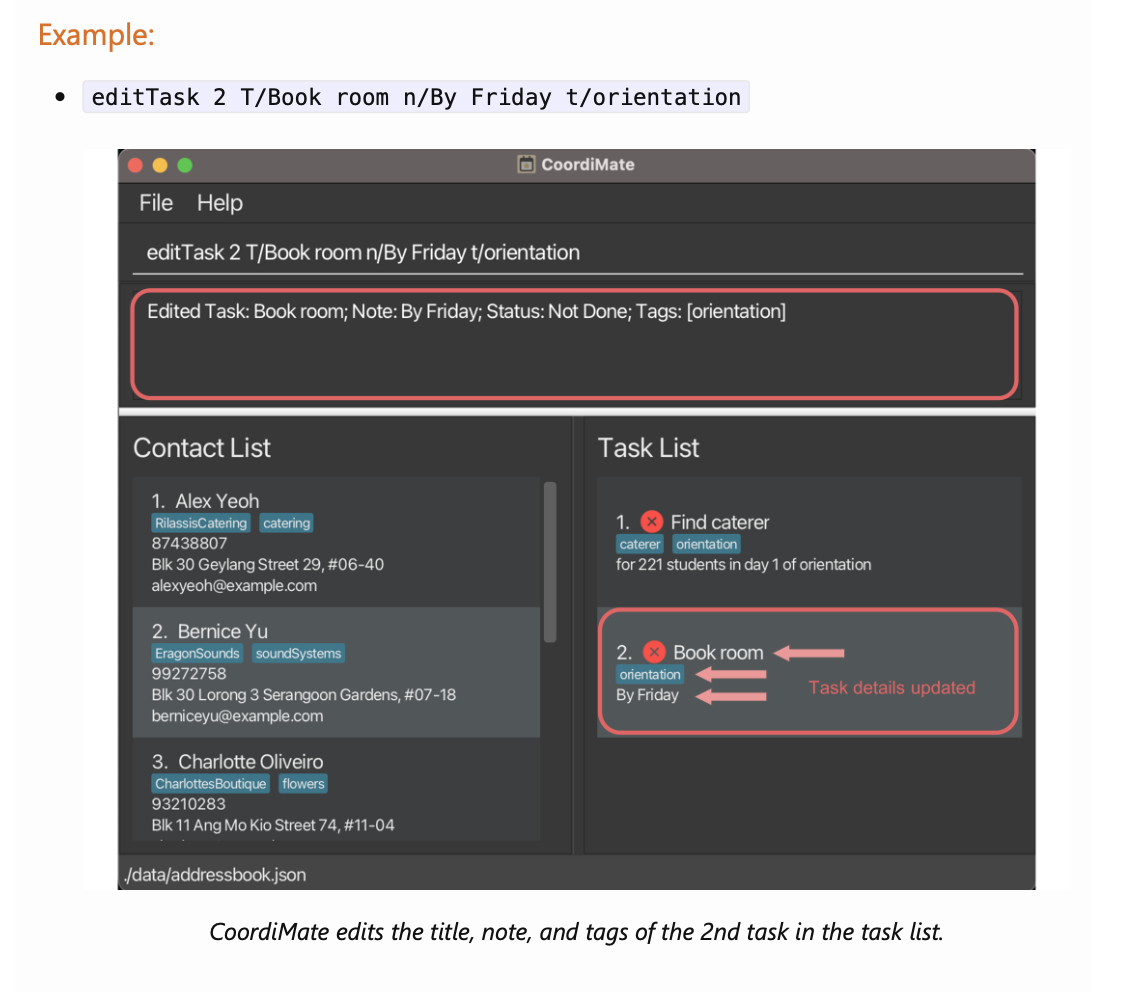 Example:
editTask 2 T/Book room n/By Friday t/orientation
CoordiMate
File Help
editTask 2 T/Book room n/By Friday t/orientation
Edited Task: Book room; Note: By Friday; Status: Not Done; Tags: [orientation]
Contact List
1. Alex Yeoh
RilassisCatering catering
87438807
Blk 30 Geylang Street 29, #06-40
alexyeoh@example.com
2. Bernice Yu
EragonSounds soundSystems
99272758
Blk 30 Lorong 3 Serangoon Gardens, #07-18
berniceyu@example.com
3. Charlotte Oliveiro
CharlottesBoutique flowers
93210283
Blk 11 Ang Mo Kio Street 74, #11-04
Task List
1. Find caterer
caterer orientation
for 221 students in day 1 of orientation
2. Book room
orientation
By Friday
Task details updated
./data/addressbook.json
CoordiMate edits the title, note, and tags of the 2nd task in the task list.